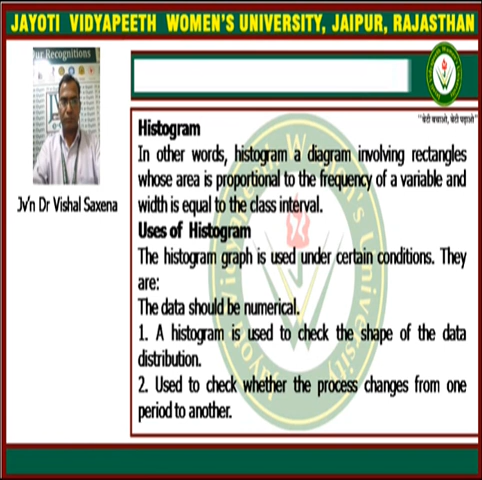 JAYOTI VIDYAPEETH WOMEN'S UNIVERSITY, JAIPUR, RAJASTHAN
ur Recognitions
"बेटी बचाओ, बेटी पढ़ाओ"
Jv'n Dr Vishal Saxena
Histogram
In other words, histogram a diagram involving rectangles
whose area is proportional to the frequency of a variable and
width is equal to the class interval.
Uses of Histogram
The histogram graph is used under certain conditions. They
are:
The data should be numerical.
1. A histogram is used to check the shape of the data
distribution.
2. Used to check whether the process changes from one
period to another.